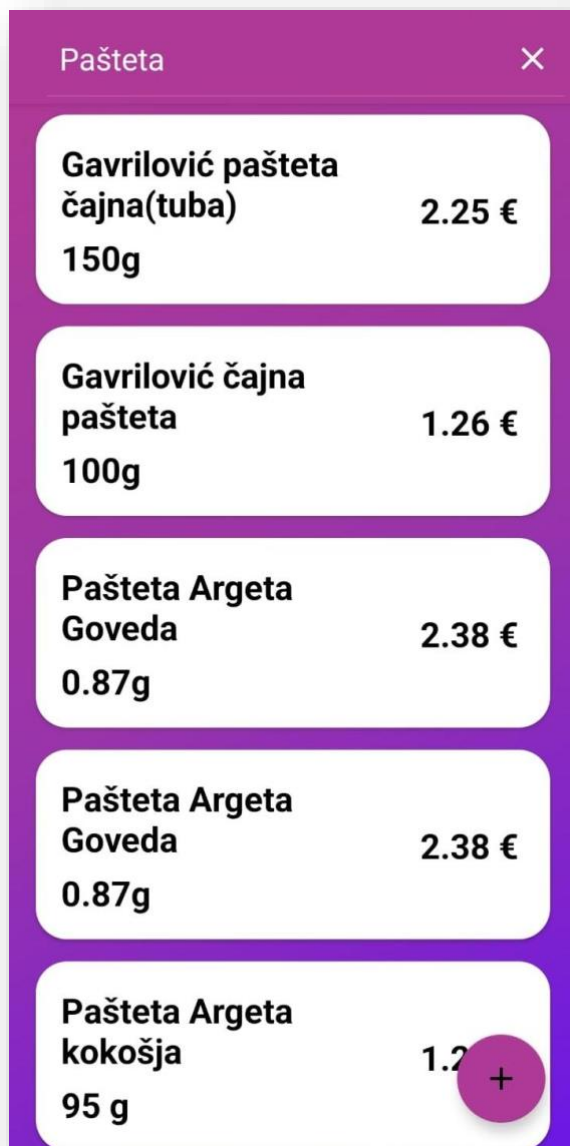 Pašteta
Gavrilović pašteta
čajna(tuba)
2.25 €
150g
Gavrilović čajna
pašteta
1.26 €
100g
Pašteta Argeta
Goveda
2.38 €
0.87g
Pašteta Argeta
Goveda
2.38 €
0.87g
Pašteta Argeta
kokošja
95 g
+